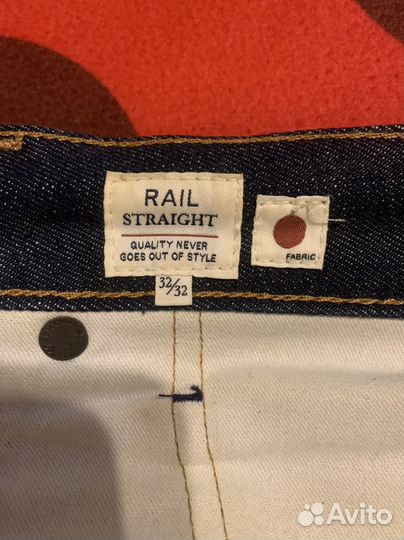 RAIL
STRAIGHT
QUALITY NEVER
GOES OUT OF STYLE
FABRIC
32/32
Avito